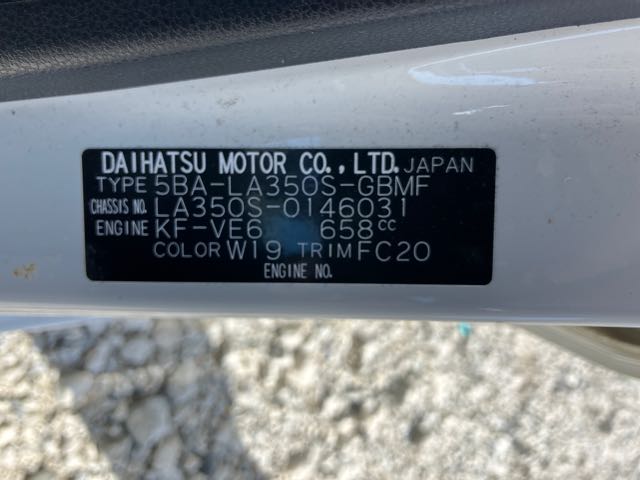 DAIHATSU MOTOR CO.,LTD. JAPAN
TYPE 5BA-LA350S-GBMF
CHASSIS NO. LA350S-0146031
ENGINE KF-VE6 658cc
COLOR W19 TRIM FC20
ENGINE NO.